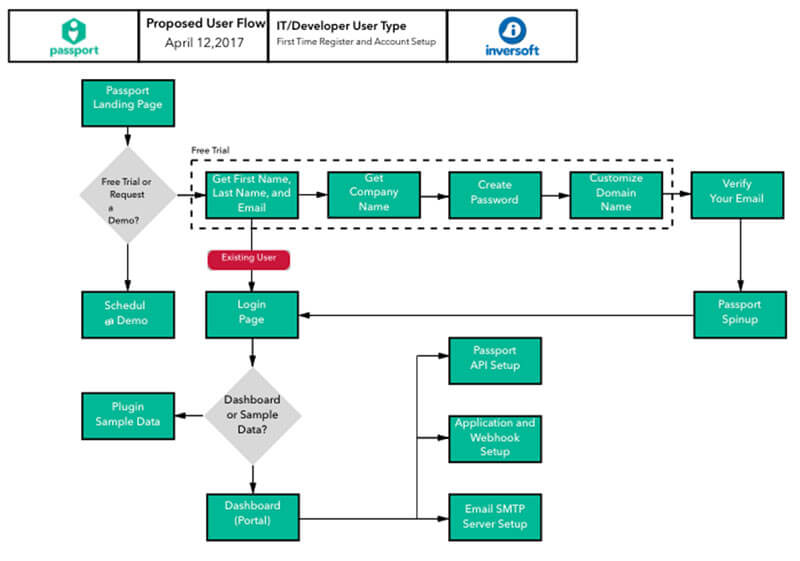 passport
Proposed User Flow
April 12,2017
IT/Developer User Type
First Time Register and Account Setup
inversoft
Passport
Landing Page
Free Trial
Free Trial or
Request
a
Demo?
Get First Name,
Last Name, and
Email
Get
Company
Name
Create
Password
Customize
Domain
Name
Verify
Your Email
Existing User
Schedul
Demo
Login
Page
Passport
Spinup
Passport
API Setup
Dashboard
or Sample
Data?
Plugin
Sample Data
Application and
Webhook
Setup
Dashboard
(Portal)
Email SMTP
Server Setup